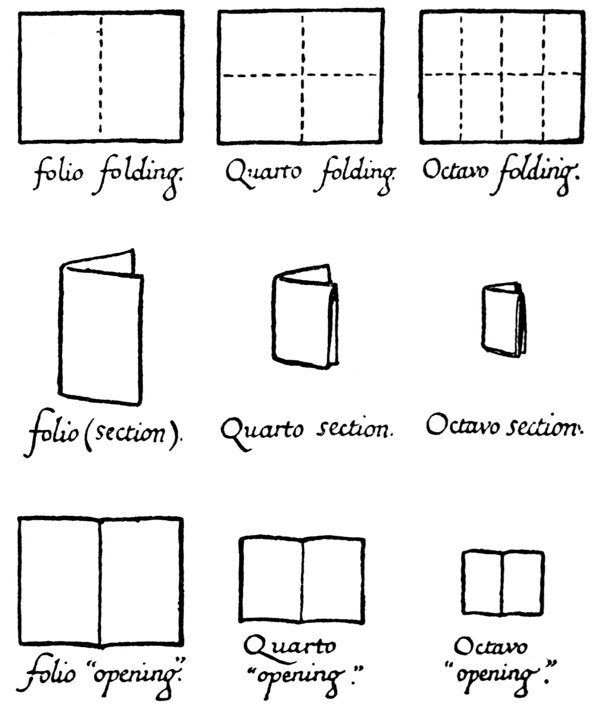 folio folding.
Quarto folding.
Octavo folding.
folio (section).
Quarto section.
Octavo section.
folio "opening".
Quarto
"opening."
Octavo
"opening."